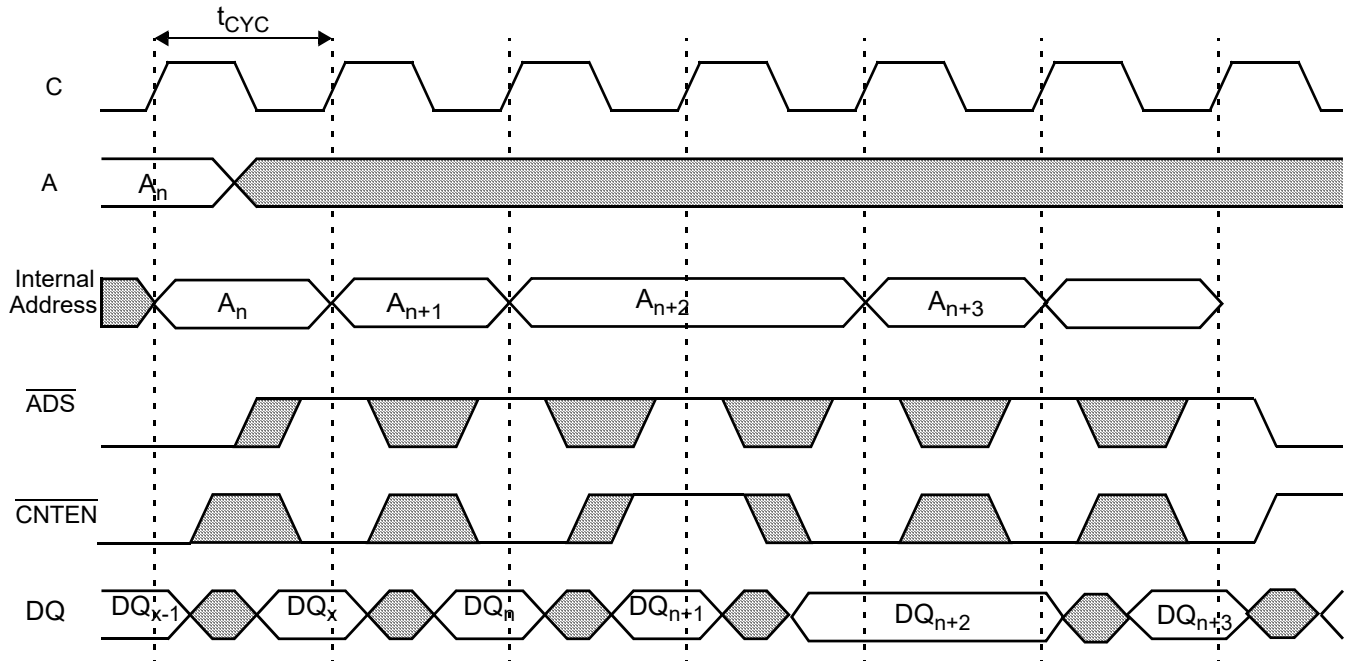 tCYC
C
A
An
Internal
Address
An
An+1
An+2
An+3
ADS
CNTEN
DQ
DQx-1
DQx
DQn
DQn+1
DQn+2
DQn+3